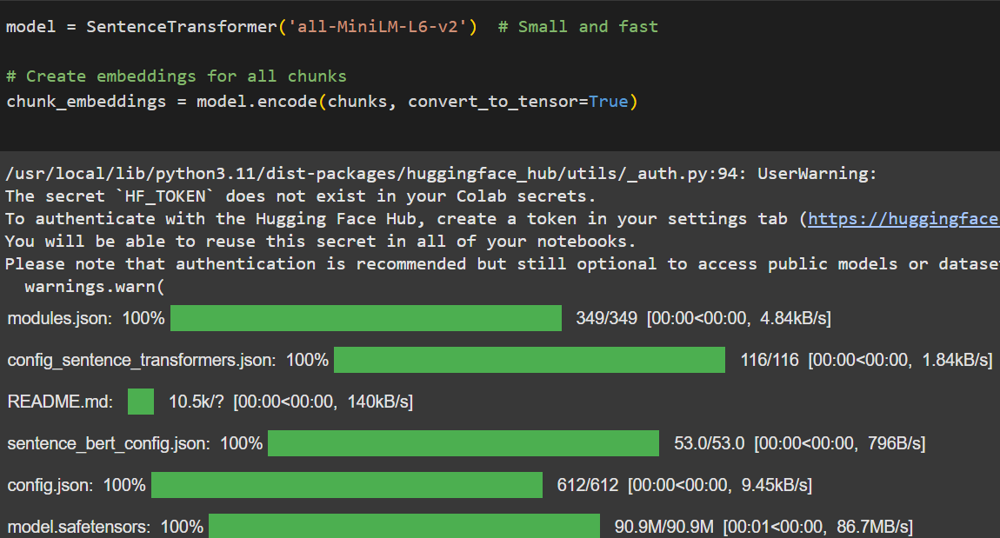 model = SentenceTransformer('all-MiniLM-L6-v2')  # Small and fast
# Create embeddings for all chunks
chunk_embeddings = model.encode(chunks, convert_to_tensor=True)
/usr/local/lib/python3.11/dist-packages/huggingface_hub/utils/_auth.py:94: UserWarning:
The secret `HF_TOKEN` does not exist in your Colab secrets.
To authenticate with the Hugging Face Hub, create a token in your settings tab (https://huggingface
You will be able to reuse this secret in all of your notebooks.
Please note that authentication is recommended but still optional to access public models or datase
  warnings.warn(
modules.json: 100% 349/349 [00:00<00:00, 4.84kB/s]
config_sentence_transformers.json: 100% 116/116 [00:00<00:00, 1.84kB/s]
README.md: 10.5k/? [00:00<00:00, 140kB/s]
sentence_bert_config.json: 100% 53.0/53.0 [00:00<00:00, 796B/s]
config.json: 100% 612/612 [00:00<00:00, 9.45kB/s]
model.safetensors: 100% 90.9M/90.9M [00:01<00:00, 86.7MB/s]